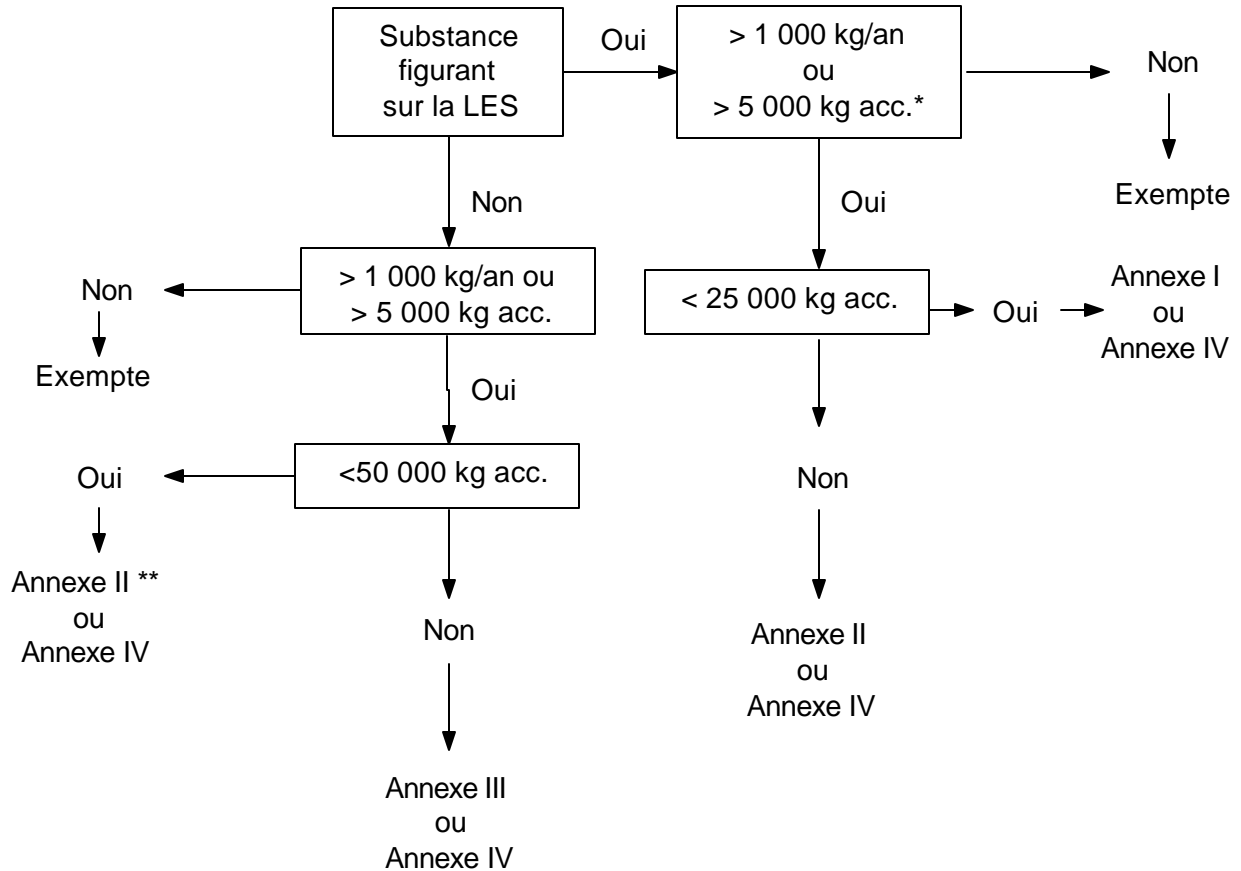 Substance
figurant
sur la LES
Oui
> 1 000 kg/an
ou
> 5 000 kg acc.*
Non
Exempte
Non
Oui
> 1 000 kg/an ou
> 5 000 kg acc.
Non
Exempte
< 25 000 kg acc.
Oui
Annexe I
ou
Annexe IV
Oui
<50 000 kg acc.
Oui
Annexe II **
ou
Annexe IV
Non
Annexe III
ou
Annexe IV
Non
Annexe II
ou
Annexe IV